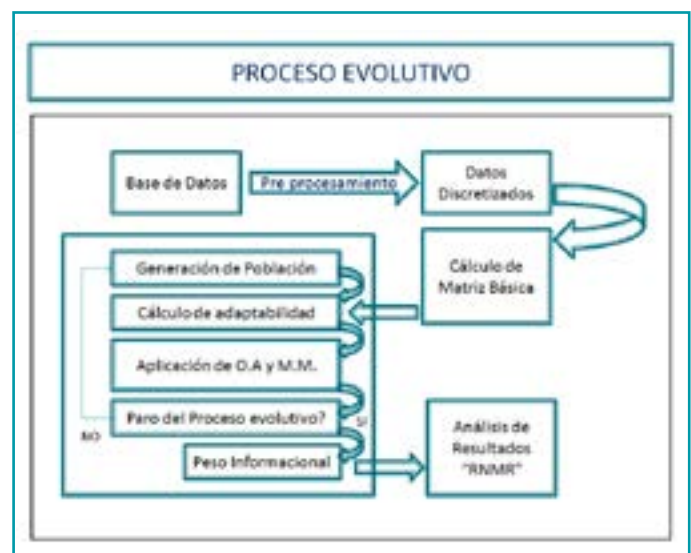 PROCESO EVOLUTIVO
Base de Datos
Pre procesamiento
Datos
Discretizados
Cálculo de
Matriz Básica
Generación de Población
Cálculo de adaptabilidad
Aplicación de O.A y M.M.
Paro del Proceso evolutivo?
SI
NO
Peso Informacional
Análisis de
Resultados
"RNMR"